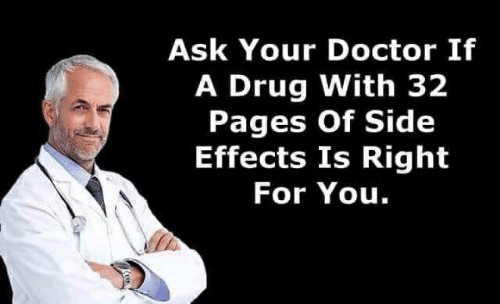 Ask Your Doctor If
A Drug With 32
Pages Of Side
Effects Is Right
For You.